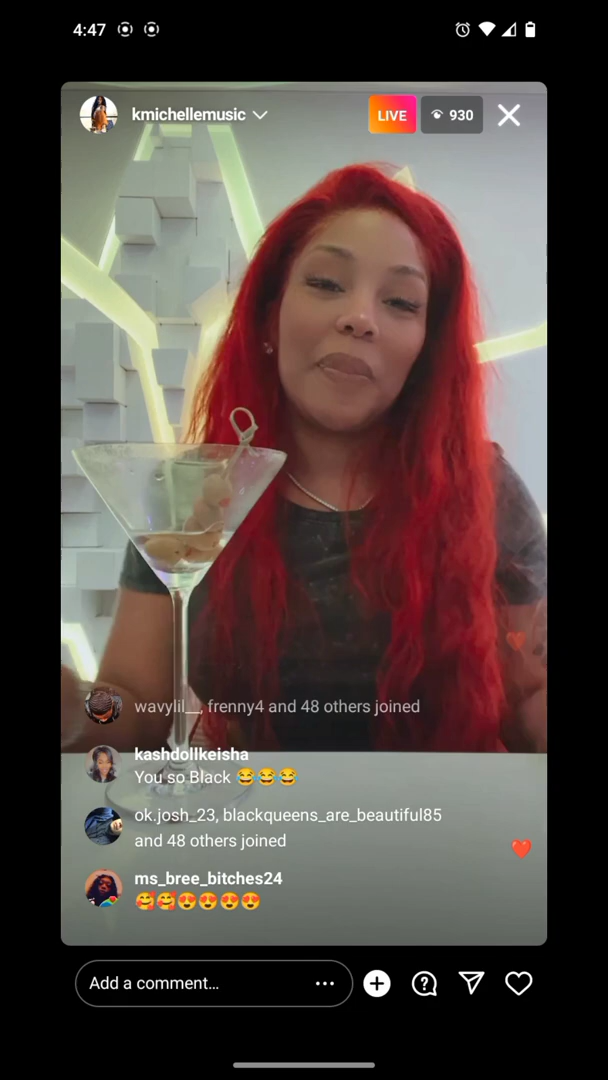 4:47
kmichellemusic
LIVE
930
wavylil__, frenny4 and 48 others joined
kashdollkeisha
You so Black 😂😂😂
ok.josh_23, blackqueens_are_beautiful85
and 48 others joined
ms_bree_bitches24
🥰🥰😍😍😍😍
Add a comment...